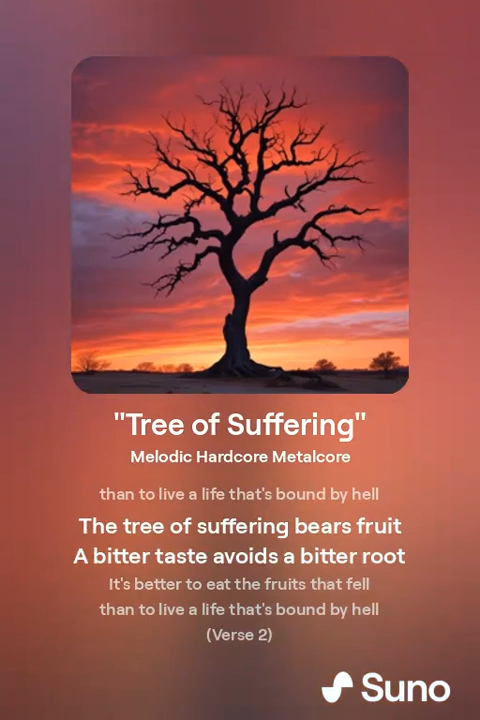 "Tree of Suffering"
Melodic Hardcore Metalcore
than to live a life that's bound by hell
The tree of suffering bears fruit
A bitter taste avoids a bitter root
It's better to eat the fruits that fell
than to live a life that's bound by hell
(Verse 2)
Suno